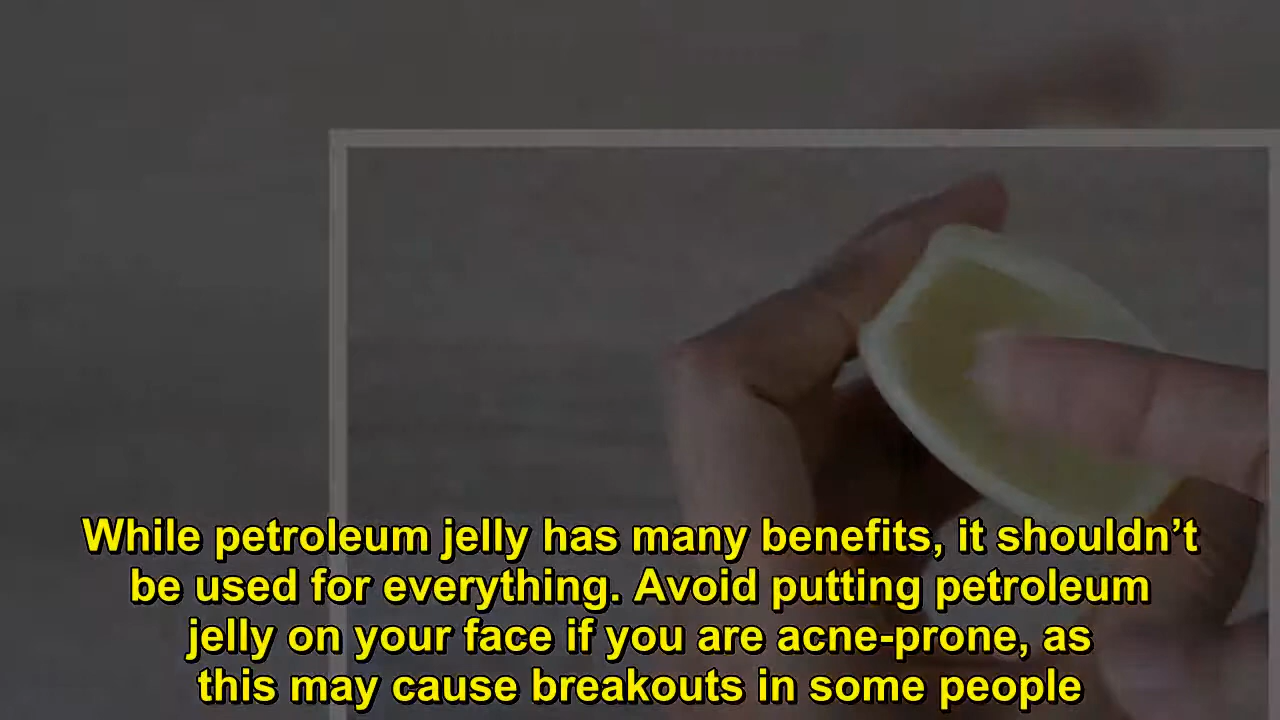 While petroleum jelly has many benefits, it shouldn’t
be used for everything. Avoid putting petroleum
jelly on your face if you are acne-prone, as
this may cause breakouts in some people